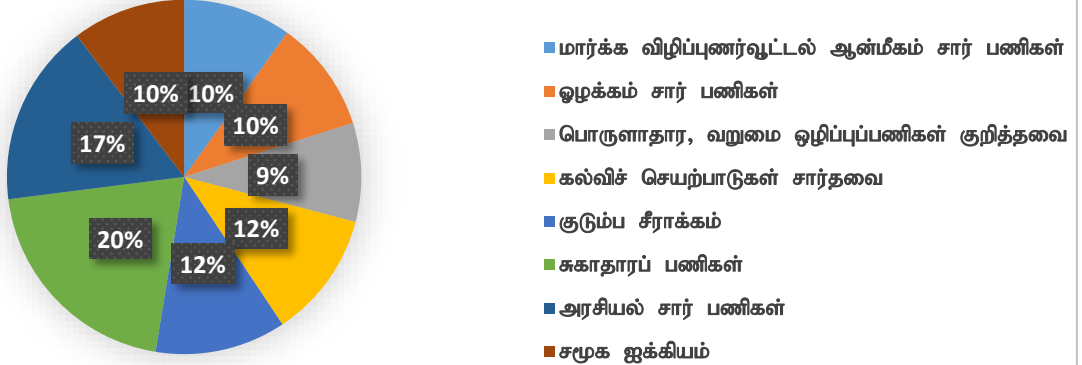 10% 10%
10%
17%
9%
12%
20%
12%
மார்க்க விழிப்புணர்வூட்டல் ஆன்மீகம் சார் பணிகள்
ஒழுக்கம் சார் பணிகள்
பொருளாதார, வறுமை ஒழிப்புப்பணிகள் குறித்தவை
கல்விச் செயற்பாடுகள் சார்தவை
குடும்ப சீராக்கம்
சுகாதாரப் பணிகள்
அரசியல் சார் பணிகள்
சமூக ஐக்கியம்